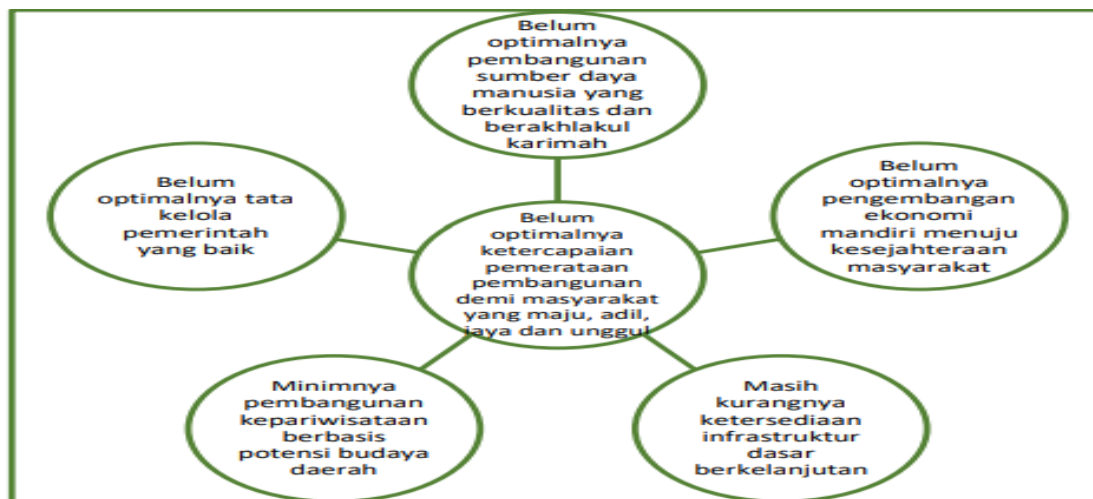 Belum
optimalnya
pembangunan
sumber daya
manusia yang
berkualitas dan
berakhlakul
karimah
Belum
optimalnya tata
kelola
pemerintah
yang baik
Belum
optimalnya
pengembangan
ekonomi
mandiri menuju
kesejahteraan
masyarakat
Belum
optimalnya
ketercapaian
pemerataan
pembangunan
demi masyarakat
yang maju, adil,
jaya dan unggul
Minimnya
pembangunan
kepariwisataan
berbasis
potensi budaya
daerah
Masih
kurangnya
ketersediaan
infrastruktur
dasar
berkelanjutan